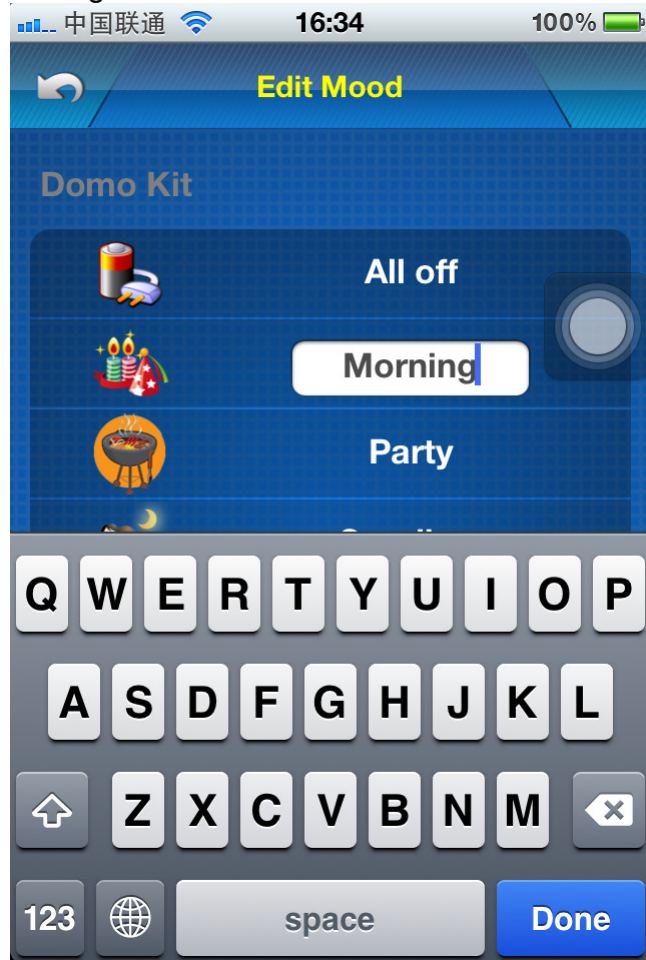 中国联通 16:34 100%
Edit Mood
Domo Kit
All off
Morning
Party
Q W E R T Y U I O P
A S D F G H J K L
Z X C V B N M
123 space Done